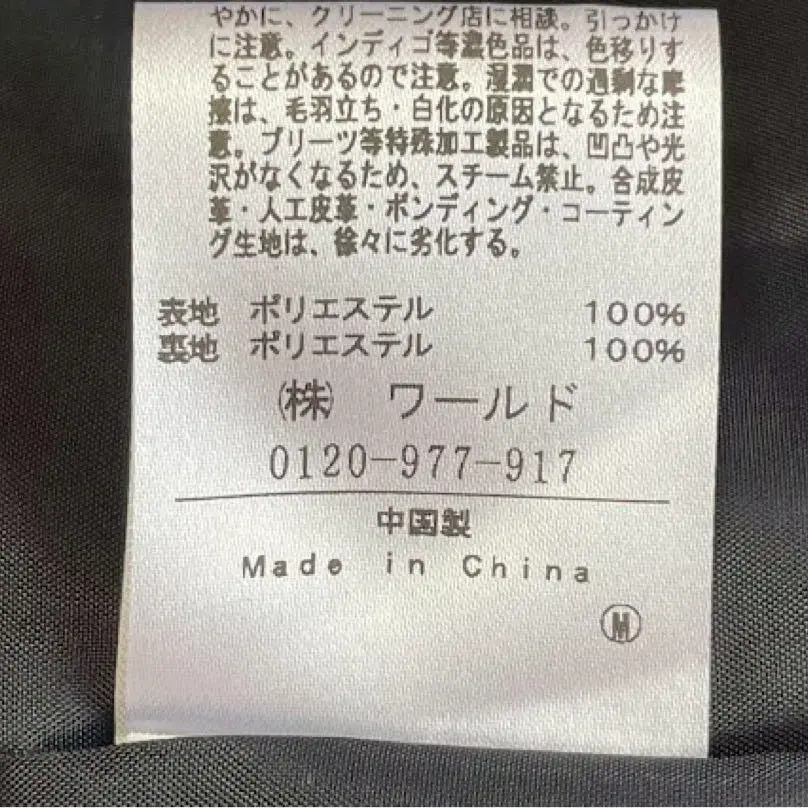 やかに、クリーニング店に相談。引っかけ
に注意。インディゴ等濃色品は、色移りす
ることがあるので注意。湿潤での過剰な摩
擦は、毛羽立ち・白化の原因となるため注
意。プリーツ等特殊加工製品は、凹凸や光
沢がなくなるため、スチーム禁止。合成皮
革・人工皮革・ボンディング・コーティン
グ生地は、徐々に劣化する。
表地 ポリエステル 100%
裏地 ポリエステル 100%
㈱ ワールド
0120-977-917
中国製
Made in China
Ⓜ